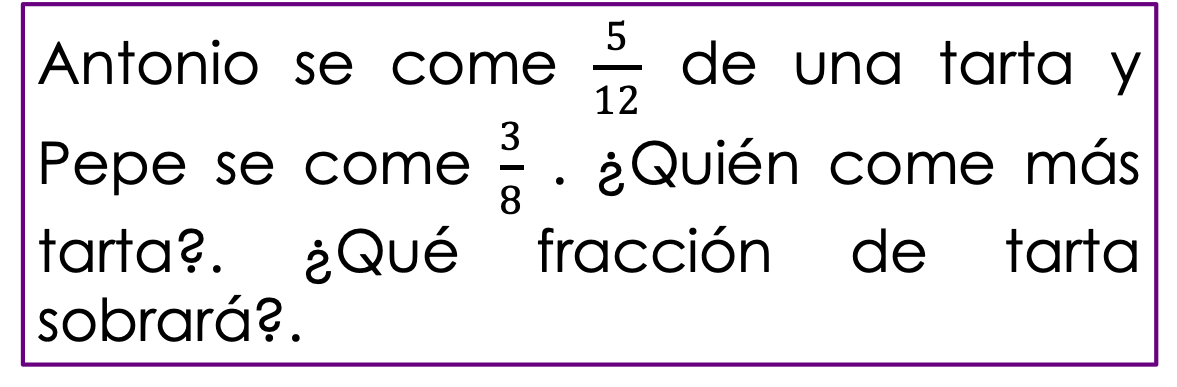 Antonio se come 5/12 de una tarta y
Pepe se come 3/8 . ¿Quién come más
tarta?. ¿Qué fracción de tarta
sobrará?.